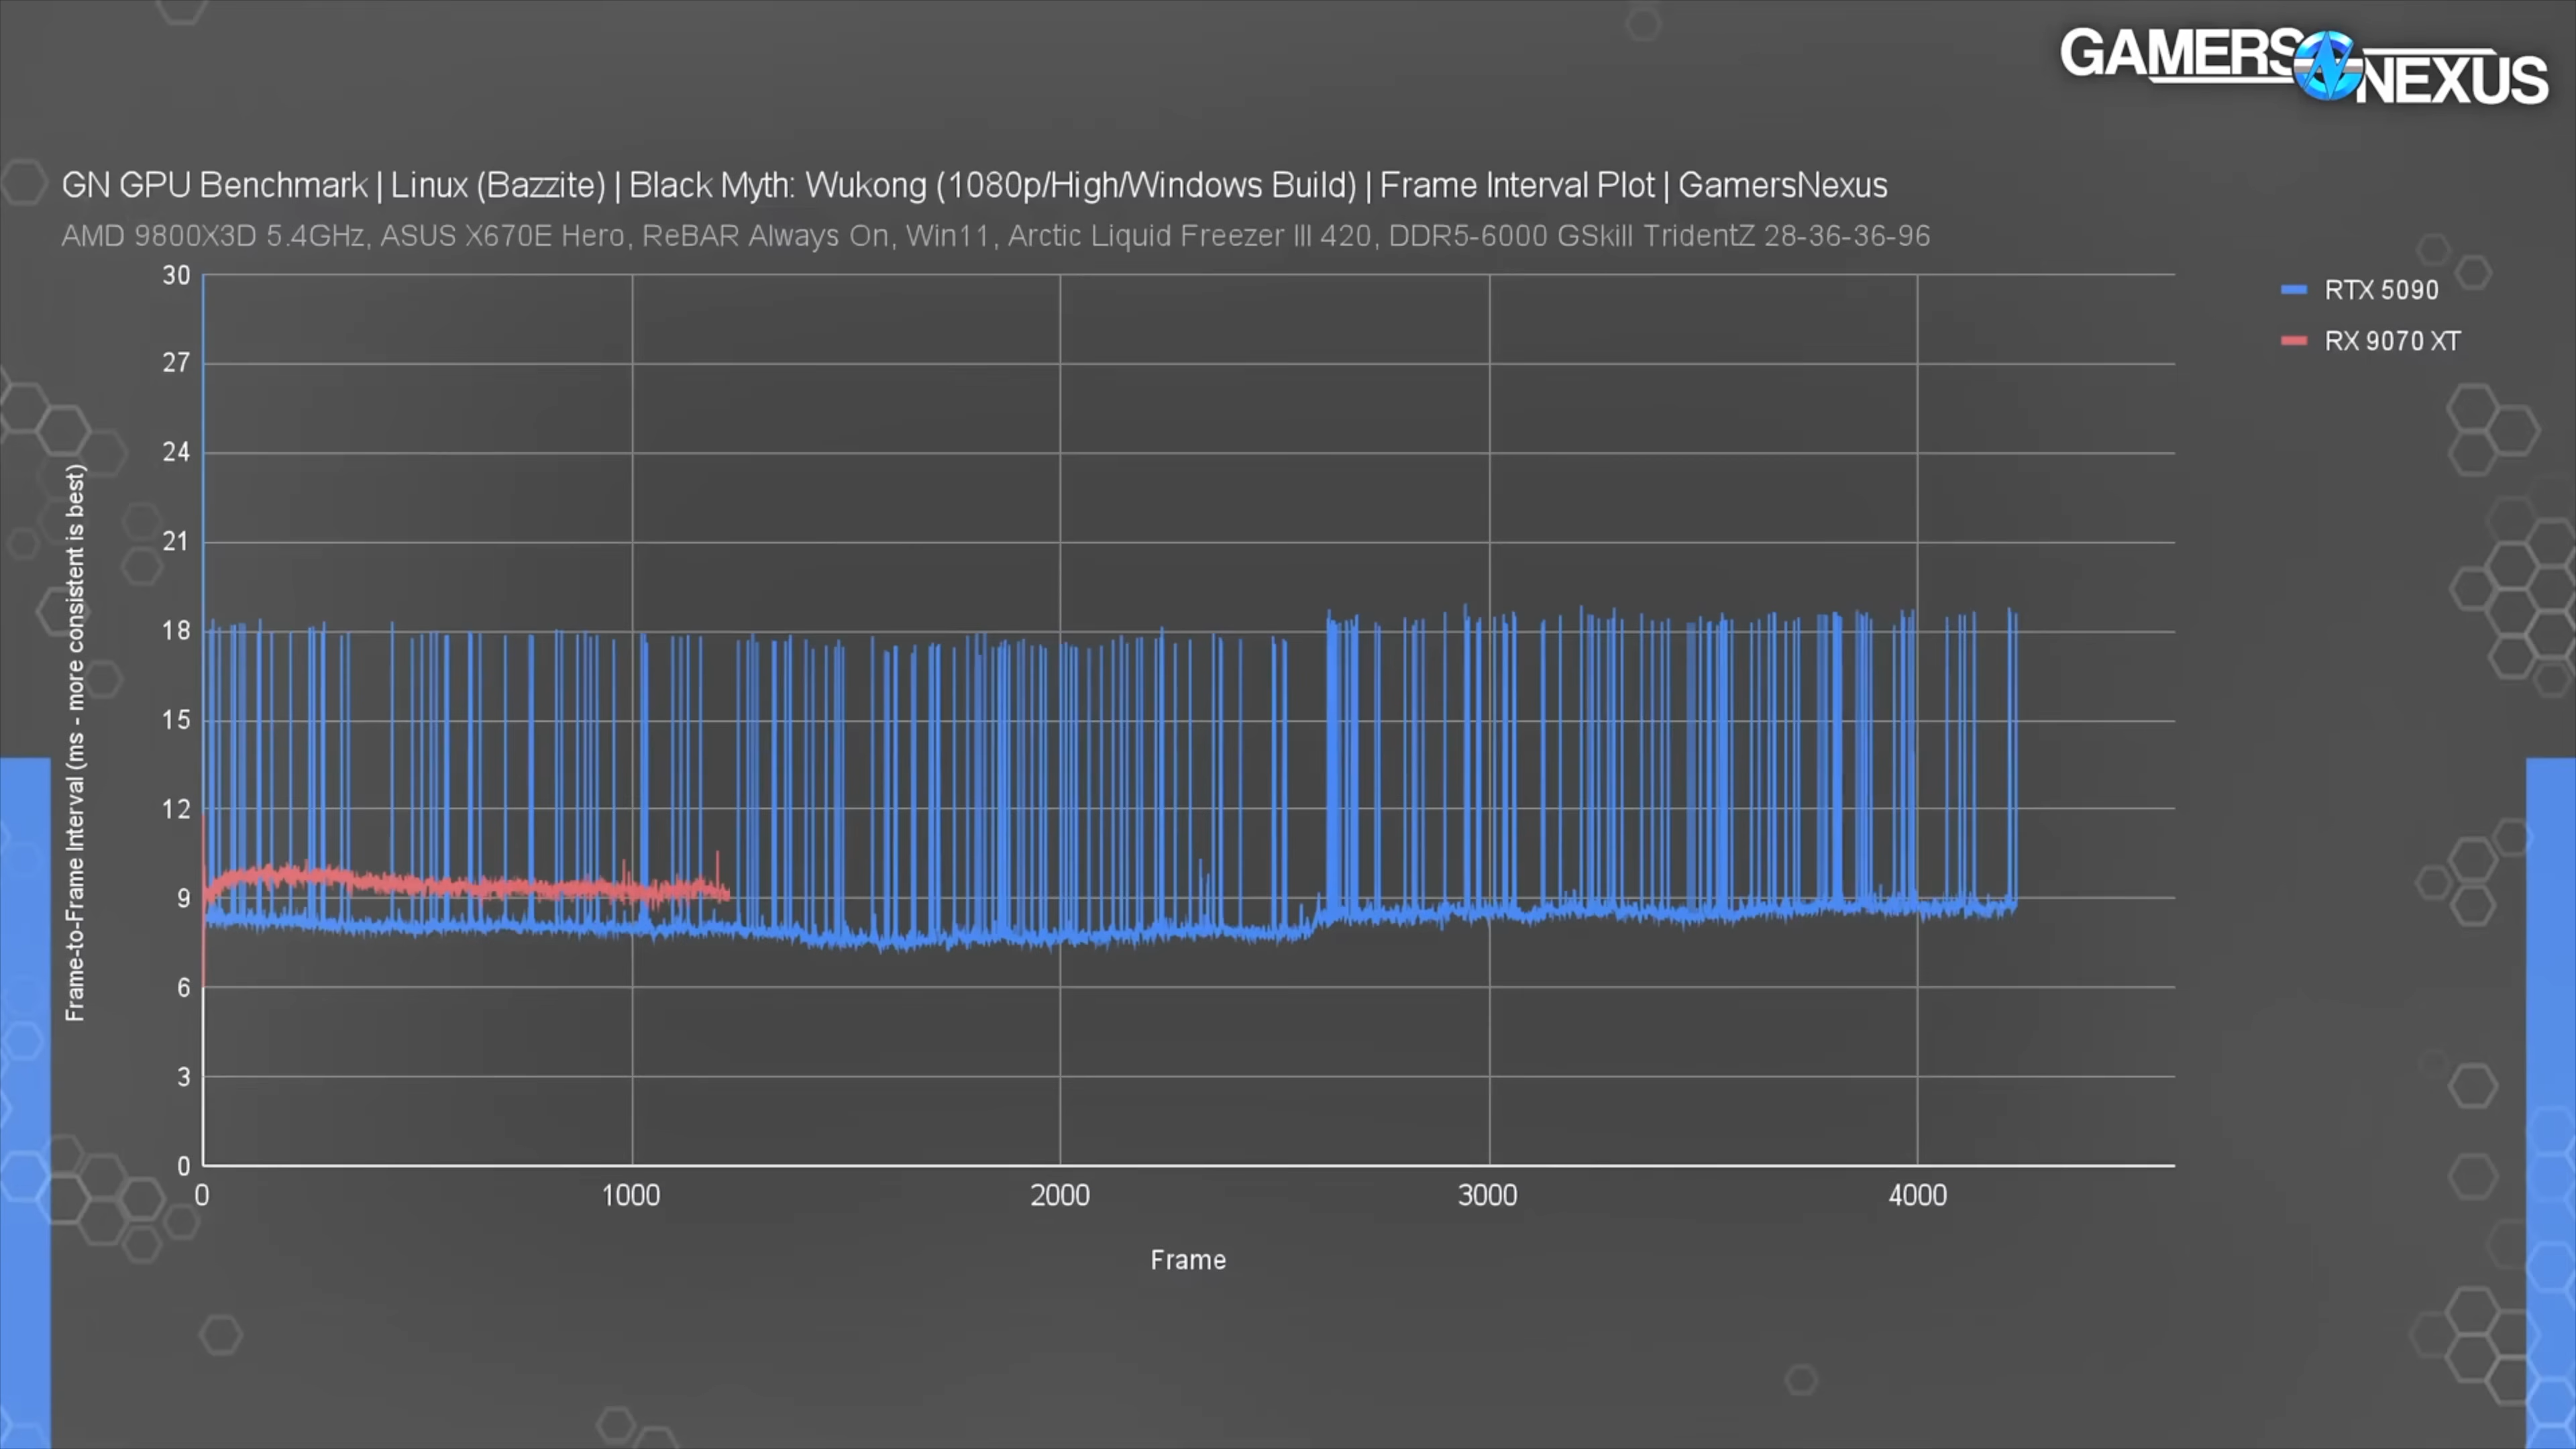 GAMERS NEXUS
GN GPU Benchmark | Linux (Bazzite) | Black Myth: Wukong (1080p/High/Windows Build) | Frame Interval Plot | GamersNexus
AMD 9800X3D 5.4GHz, ASUS X670E Hero, ReBAR Always On, Win11, Arctic Liquid Freezer III 420, DDR5-6000 GSkill TridentZ 28-36-36-96
RTX 5090
RX 9070 XT
Frame-to-Frame Interval (ms - more consistent is best)
30
27
24
21
18
15
12
9
6
3
0
0 1000 2000 3000 4000
Frame